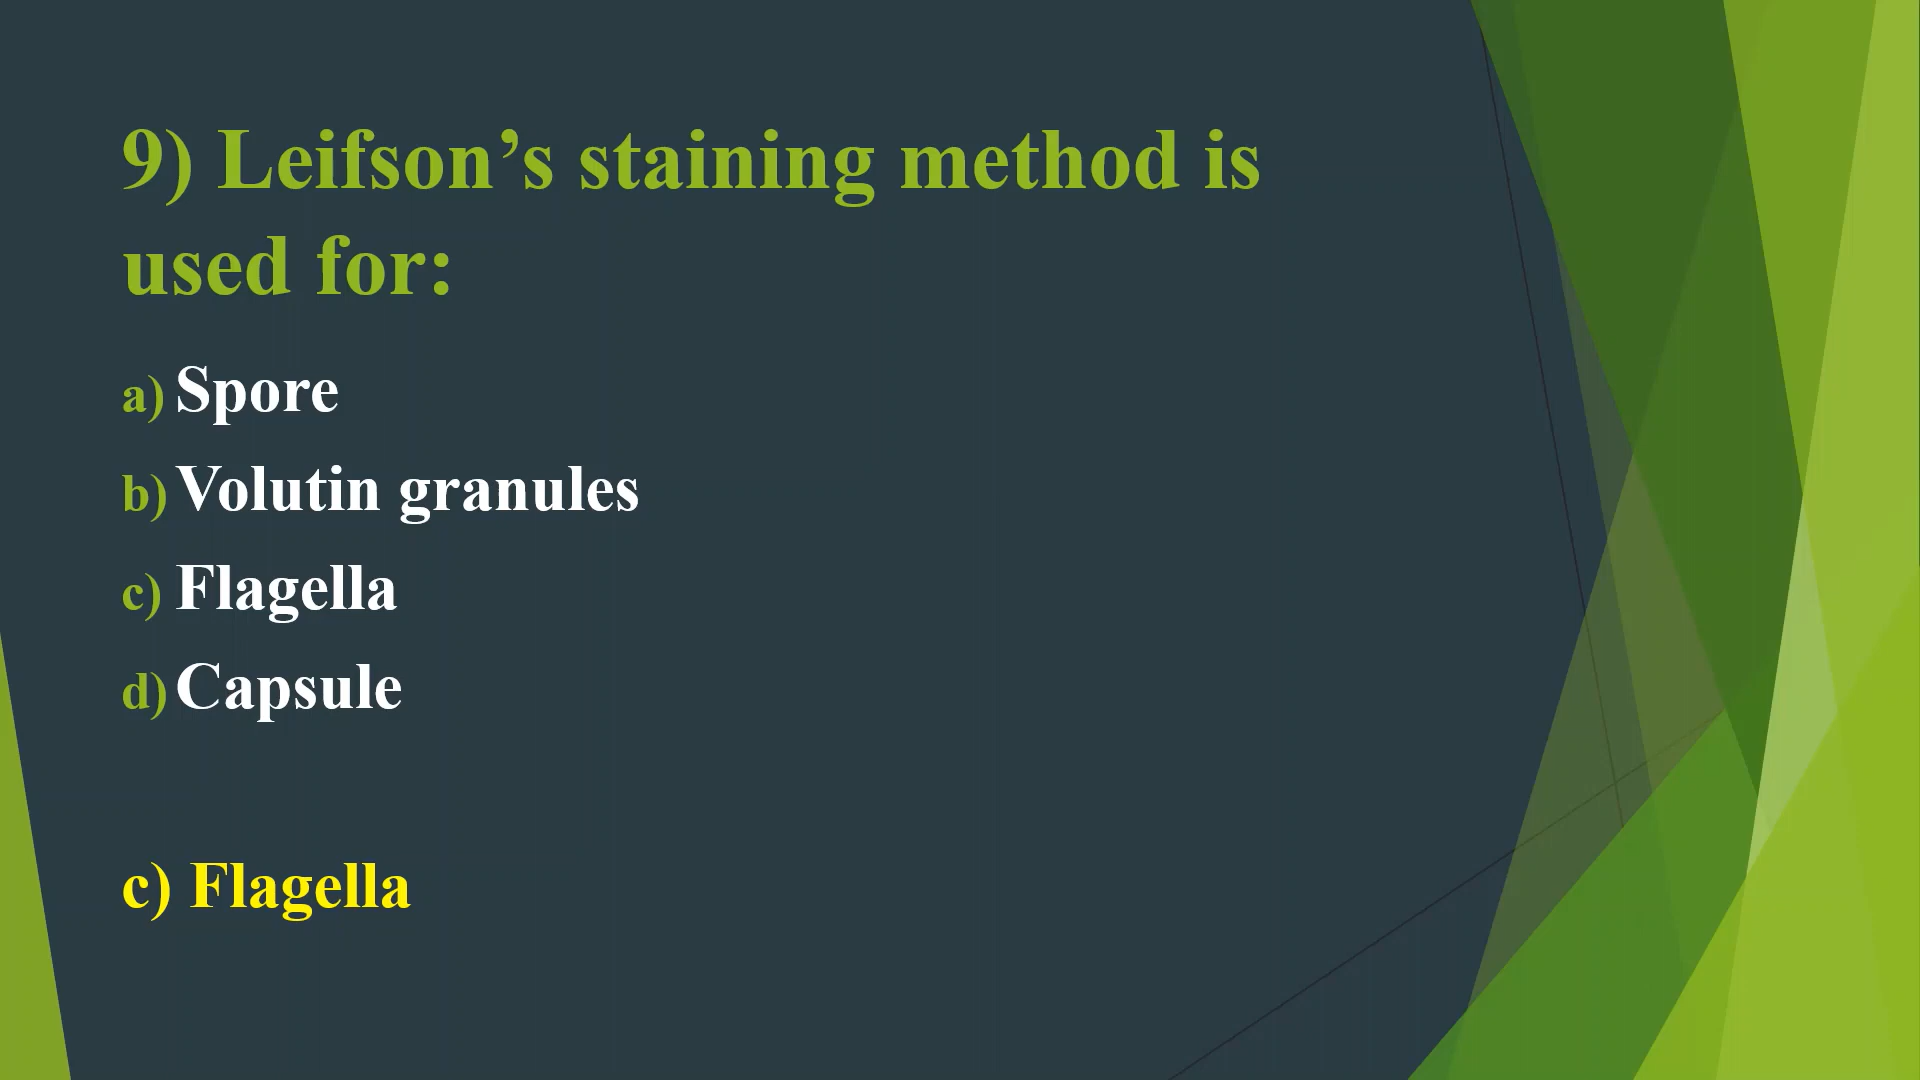 9) Leifson’s staining method is
used for:
a) Spore
b) Volutin granules
c) Flagella
d) Capsule
c) Flagella